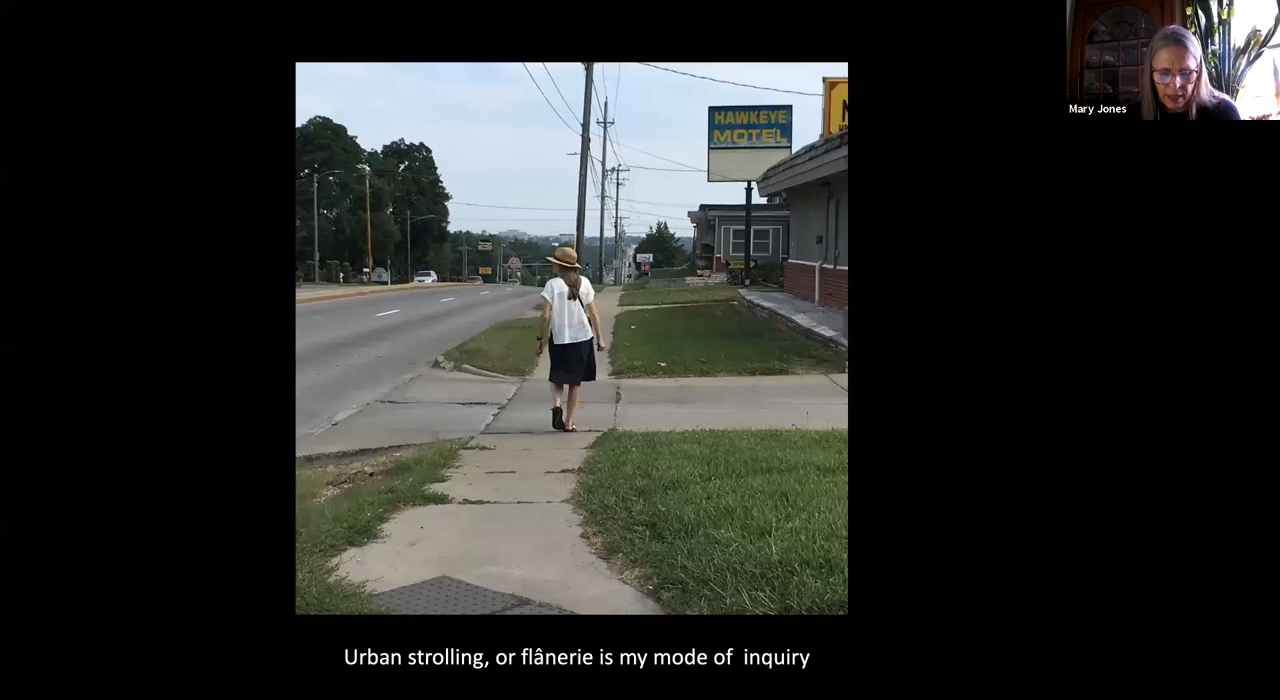 Mary Jones
HAWKEYE
MOTEL
Urban strolling, or flânerie is my mode of  inquiry